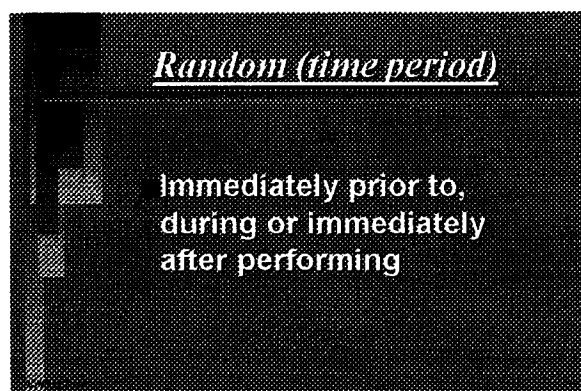 Random (time period)
Immediately prior to,
during or immediately
after performing